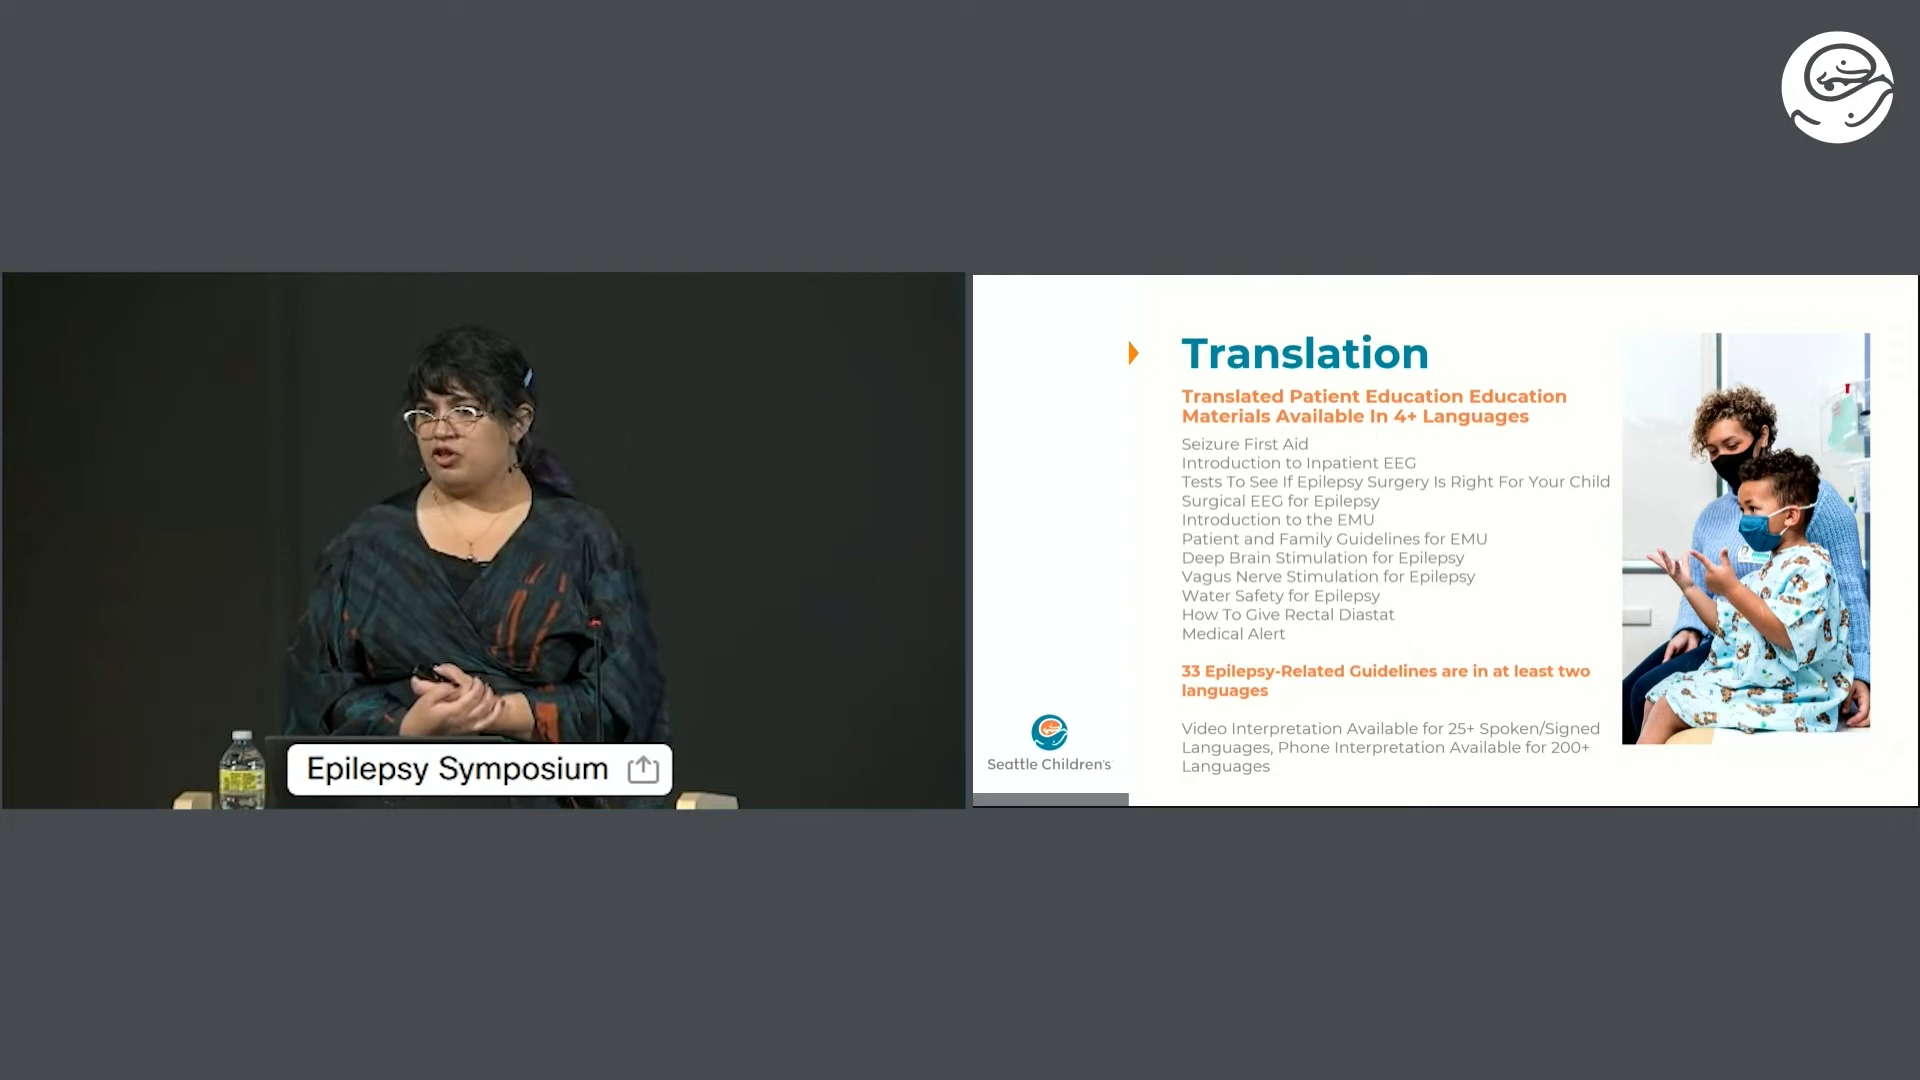 Epilepsy Symposium
Translation
Translated Patient Education Education
Materials Available In 4+ Languages
Seizure First Aid
Introduction to Inpatient EEG
Tests To See If Epilepsy Surgery Is Right For Your Child
Surgical EEG for Epilepsy
Introduction to the EMU
Patient and Family Guidelines for EMU
Deep Brain Stimulation for Epilepsy
Vagus Nerve Stimulation for Epilepsy
Water Safety for Epilepsy
How To Give Rectal Diastat
Medical Alert
33 Epilepsy-Related Guidelines are in at least two
languages
Video Interpretation Available for 25+ Spoken/Signed
Languages, Phone Interpretation Available for 200+
Languages
Seattle Children's